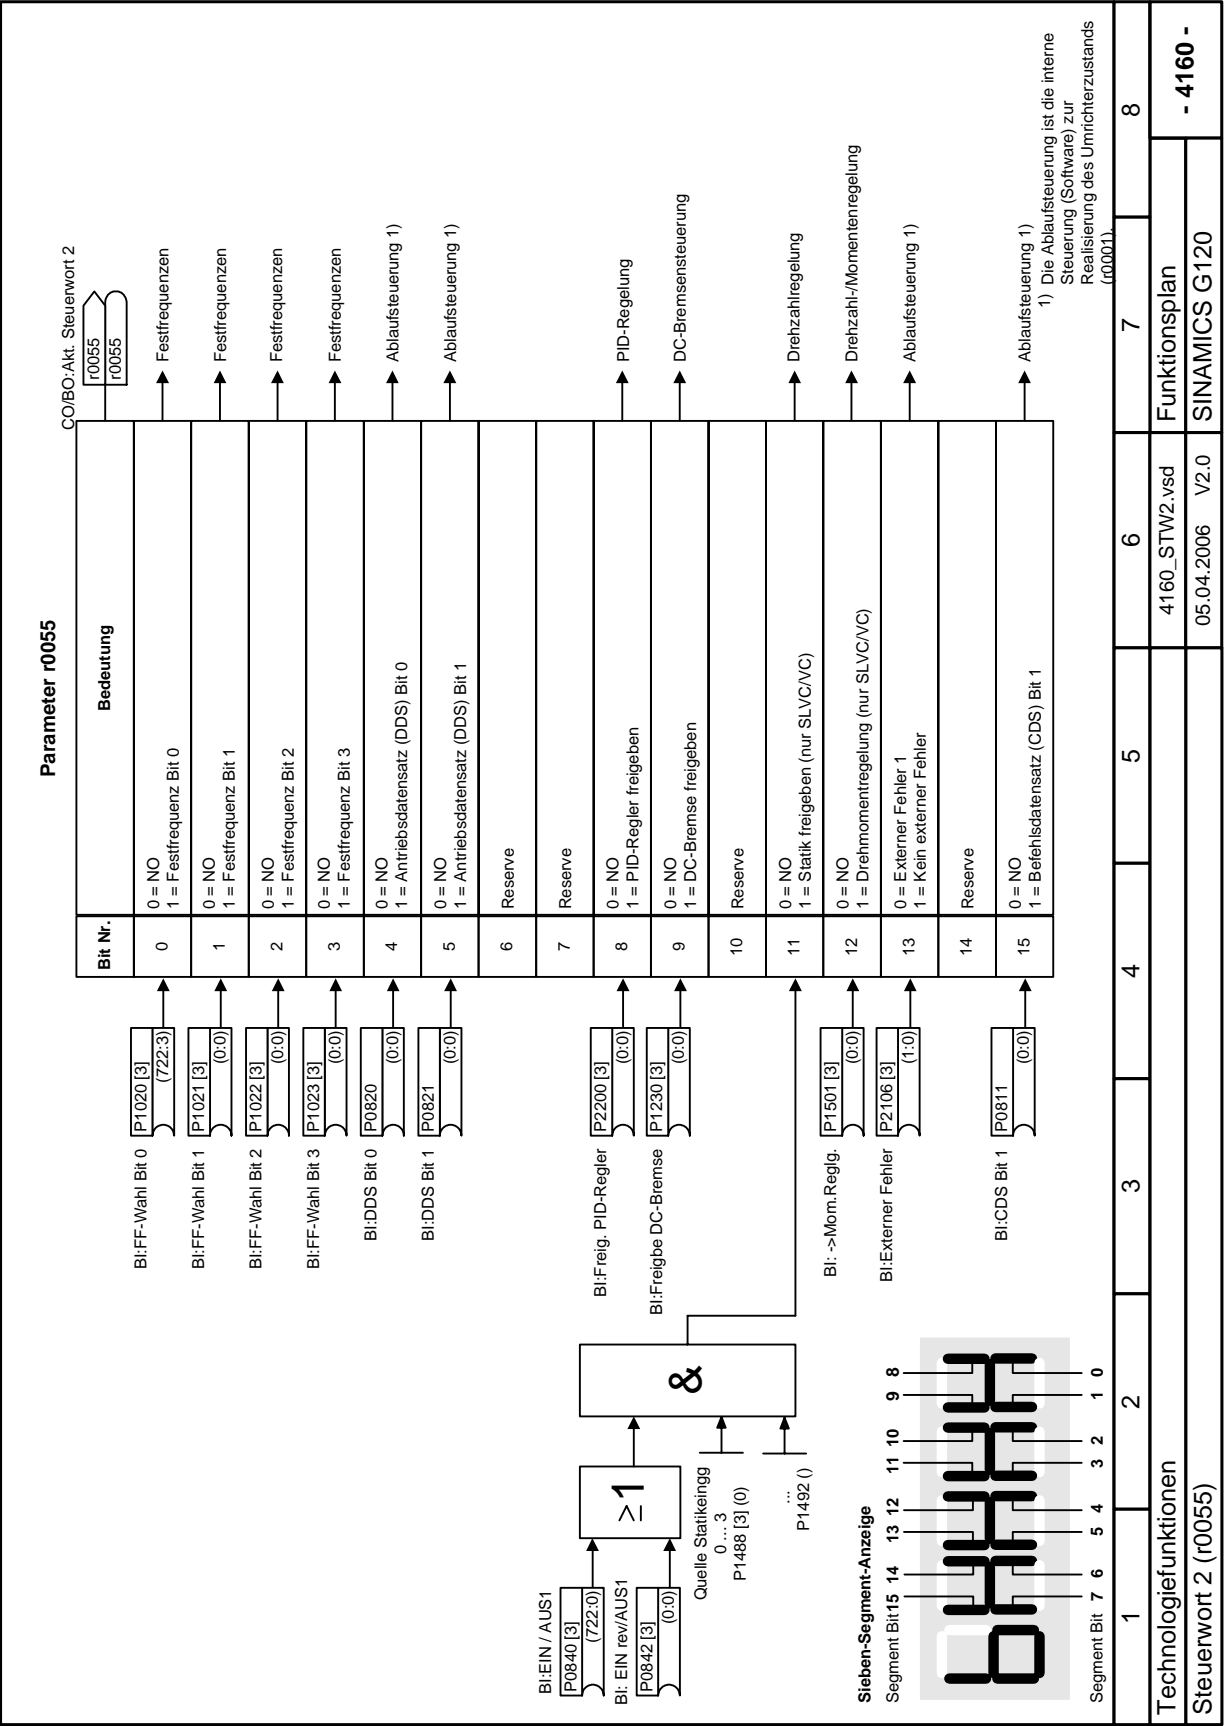 Parameter r0055
CO/BO:Akt. Steuerwort 2
r0055
r0055
Bit Nr.
Bedeutung
BI:FF-Wahl Bit 0
P1020 [3]
(722:3)
0
0 = NO
1 = Festfrequenz Bit 0
Festfrequenzen
BI:FF-Wahl Bit 1
P1021 [3]
(0:0)
1
0 = NO
1 = Festfrequenz Bit 1
Festfrequenzen
BI:FF-Wahl Bit 2
P1022 [3]
(0:0)
2
0 = NO
1 = Festfrequenz Bit 2
Festfrequenzen
BI:FF-Wahl Bit 3
P1023 [3]
(0:0)
3
0 = NO
1 = Festfrequenz Bit 3
Festfrequenzen
BI:DDS Bit 0
P0820
(0:0)
4
0 = NO
1 = Antriebsdatensatz (DDS) Bit 0
Ablaufsteuerung 1)
BI:DDS Bit 1
P0821
(0:0)
5
0 = NO
1 = Antriebsdatensatz (DDS) Bit 1
Ablaufsteuerung 1)
6
Reserve
7
Reserve
BI:Freig. PID-Regler
P2200 [3]
(0:0)
8
0 = NO
1 = PID-Regler freigeben
PID-Regelung
BI:Freigbe DC-Bremse
P1230 [3]
(0:0)
9
0 = NO
1 = DC-Bremse freigeben
DC-Bremsensteuerung
10
Reserve
11
0 = NO
1 = Statik freigeben (nur SLVC/VC)
Drehzahlregelung
BI: ->Mom.Reglg.
P1501 [3]
(0:0)
12
0 = NO
1 = Drehmomentregelung (nur SLVC/VC)
Drehzahl-/Momentenregelung
BI:Externer Fehler
P2106 [3]
(1:0)
13
0 = Externer Fehler 1
1 = Kein externer Fehler
Ablaufsteuerung 1)
14
Reserve
BI:CDS Bit 1
P0811
(0:0)
15
0 = NO
1 = Befehlsdatensatz (CDS) Bit 1
Ablaufsteuerung 1)
BI:EIN / AUS1
P0840 [3]
(722:0)
BI: EIN rev/AUS1
P0842 [3]
(0:0)
≥1
&
Quelle Statikeingg
0 ... 3
P1488 [3] (0)
...
P1492 ()
Sieben-Segment-Anzeige
Segment Bit15 14 13 12 11 10 9 8
Segment Bit 7 6 5 4 3 2 1 0
1) Die Ablaufsteuerung ist die interne
Steuerung (Software) zur
Realisierung des Umrichterzustands
(r0001).
1 2 3 4 5 6 7 8
Technologiefunktionen
4160_STW2.vsd
Funktionsplan
- 4160 -
Steuerwort 2 (r0055)
05.04.2006 V2.0
SINAMICS G120